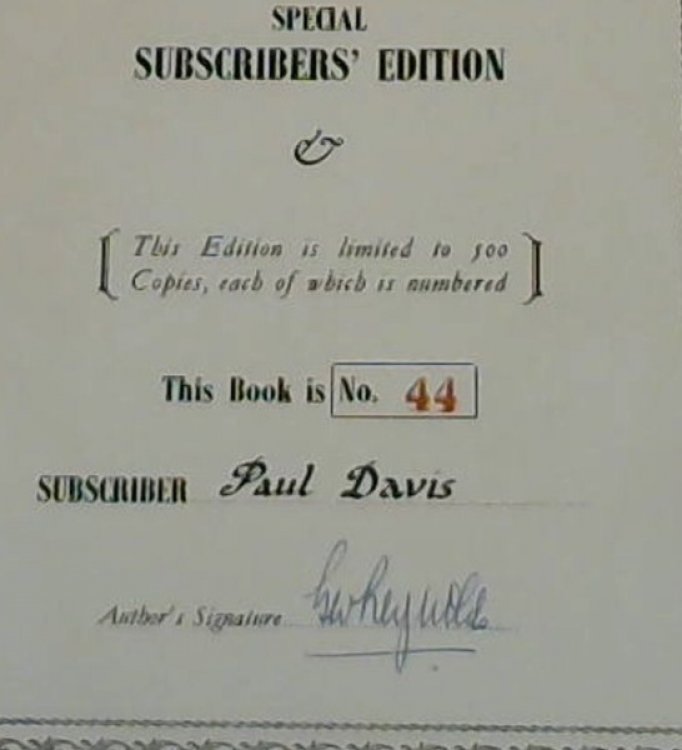 SPECIAL
SUBSCRIBERS' EDITION
&
[ This Edition is limited to 500
Copies, each of which is numbered ]
This Book is No. 44
SUBSCRIBER Paul Davis
Author's Signature